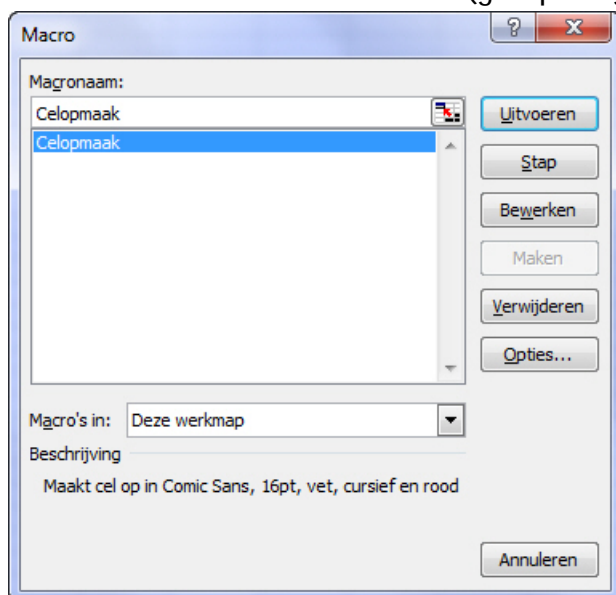 Macro
Macronaam:
Celopmaak
Celopmaak
Uitvoeren
Stap
Bewerken
Maken
Verwijderen
Opties...
Macro's in: Deze werkmap
Beschrijving
Maakt cel op in Comic Sans, 16pt, vet, cursief en rood
Annuleren